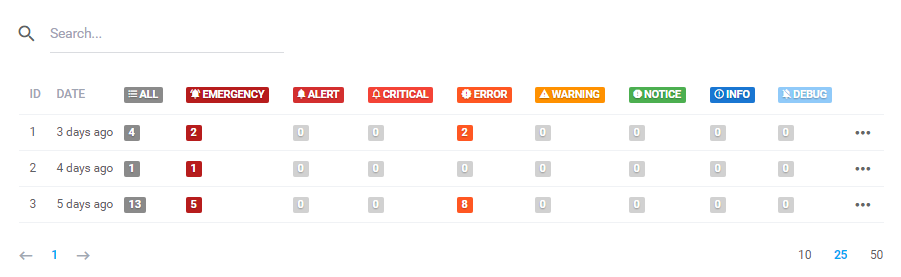 Search...
ID DATE ALL EMERGENCY ALERT CRITICAL ERROR WARNING NOTICE INFO DEBUG
1 3 days ago 4 2 0 0 2 0 0 0 0 •••
2 4 days ago 1 1 0 0 0 0 0 0 0 •••
3 5 days ago 13 5 0 0 8 0 0 0 0 •••
← 1 → 10 25 50